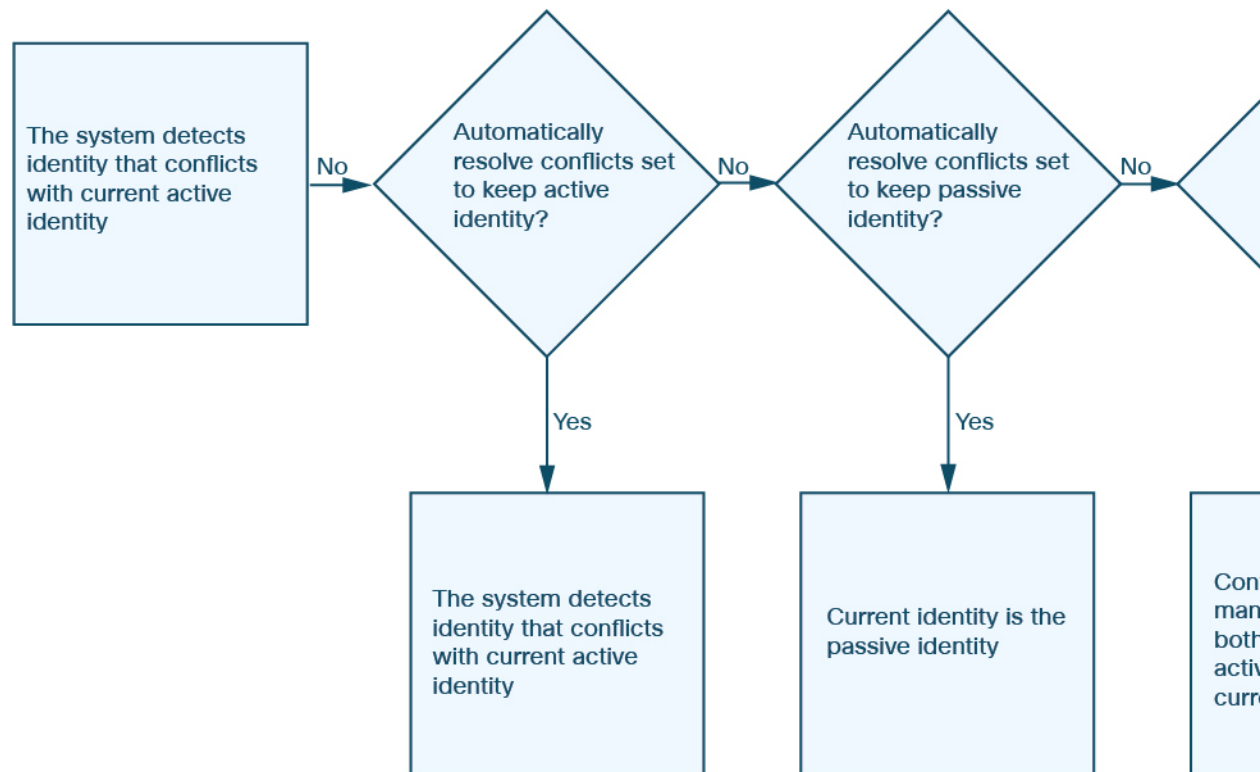 The system detects
identity that conflicts
with current active
identity
No
Automatically
resolve conflicts set
to keep active
identity?
No
Automatically
resolve conflicts set
to keep passive
identity?
No
Yes
Yes
The system detects
identity that conflicts
with current active
identity
Current identity is the
passive identity
both